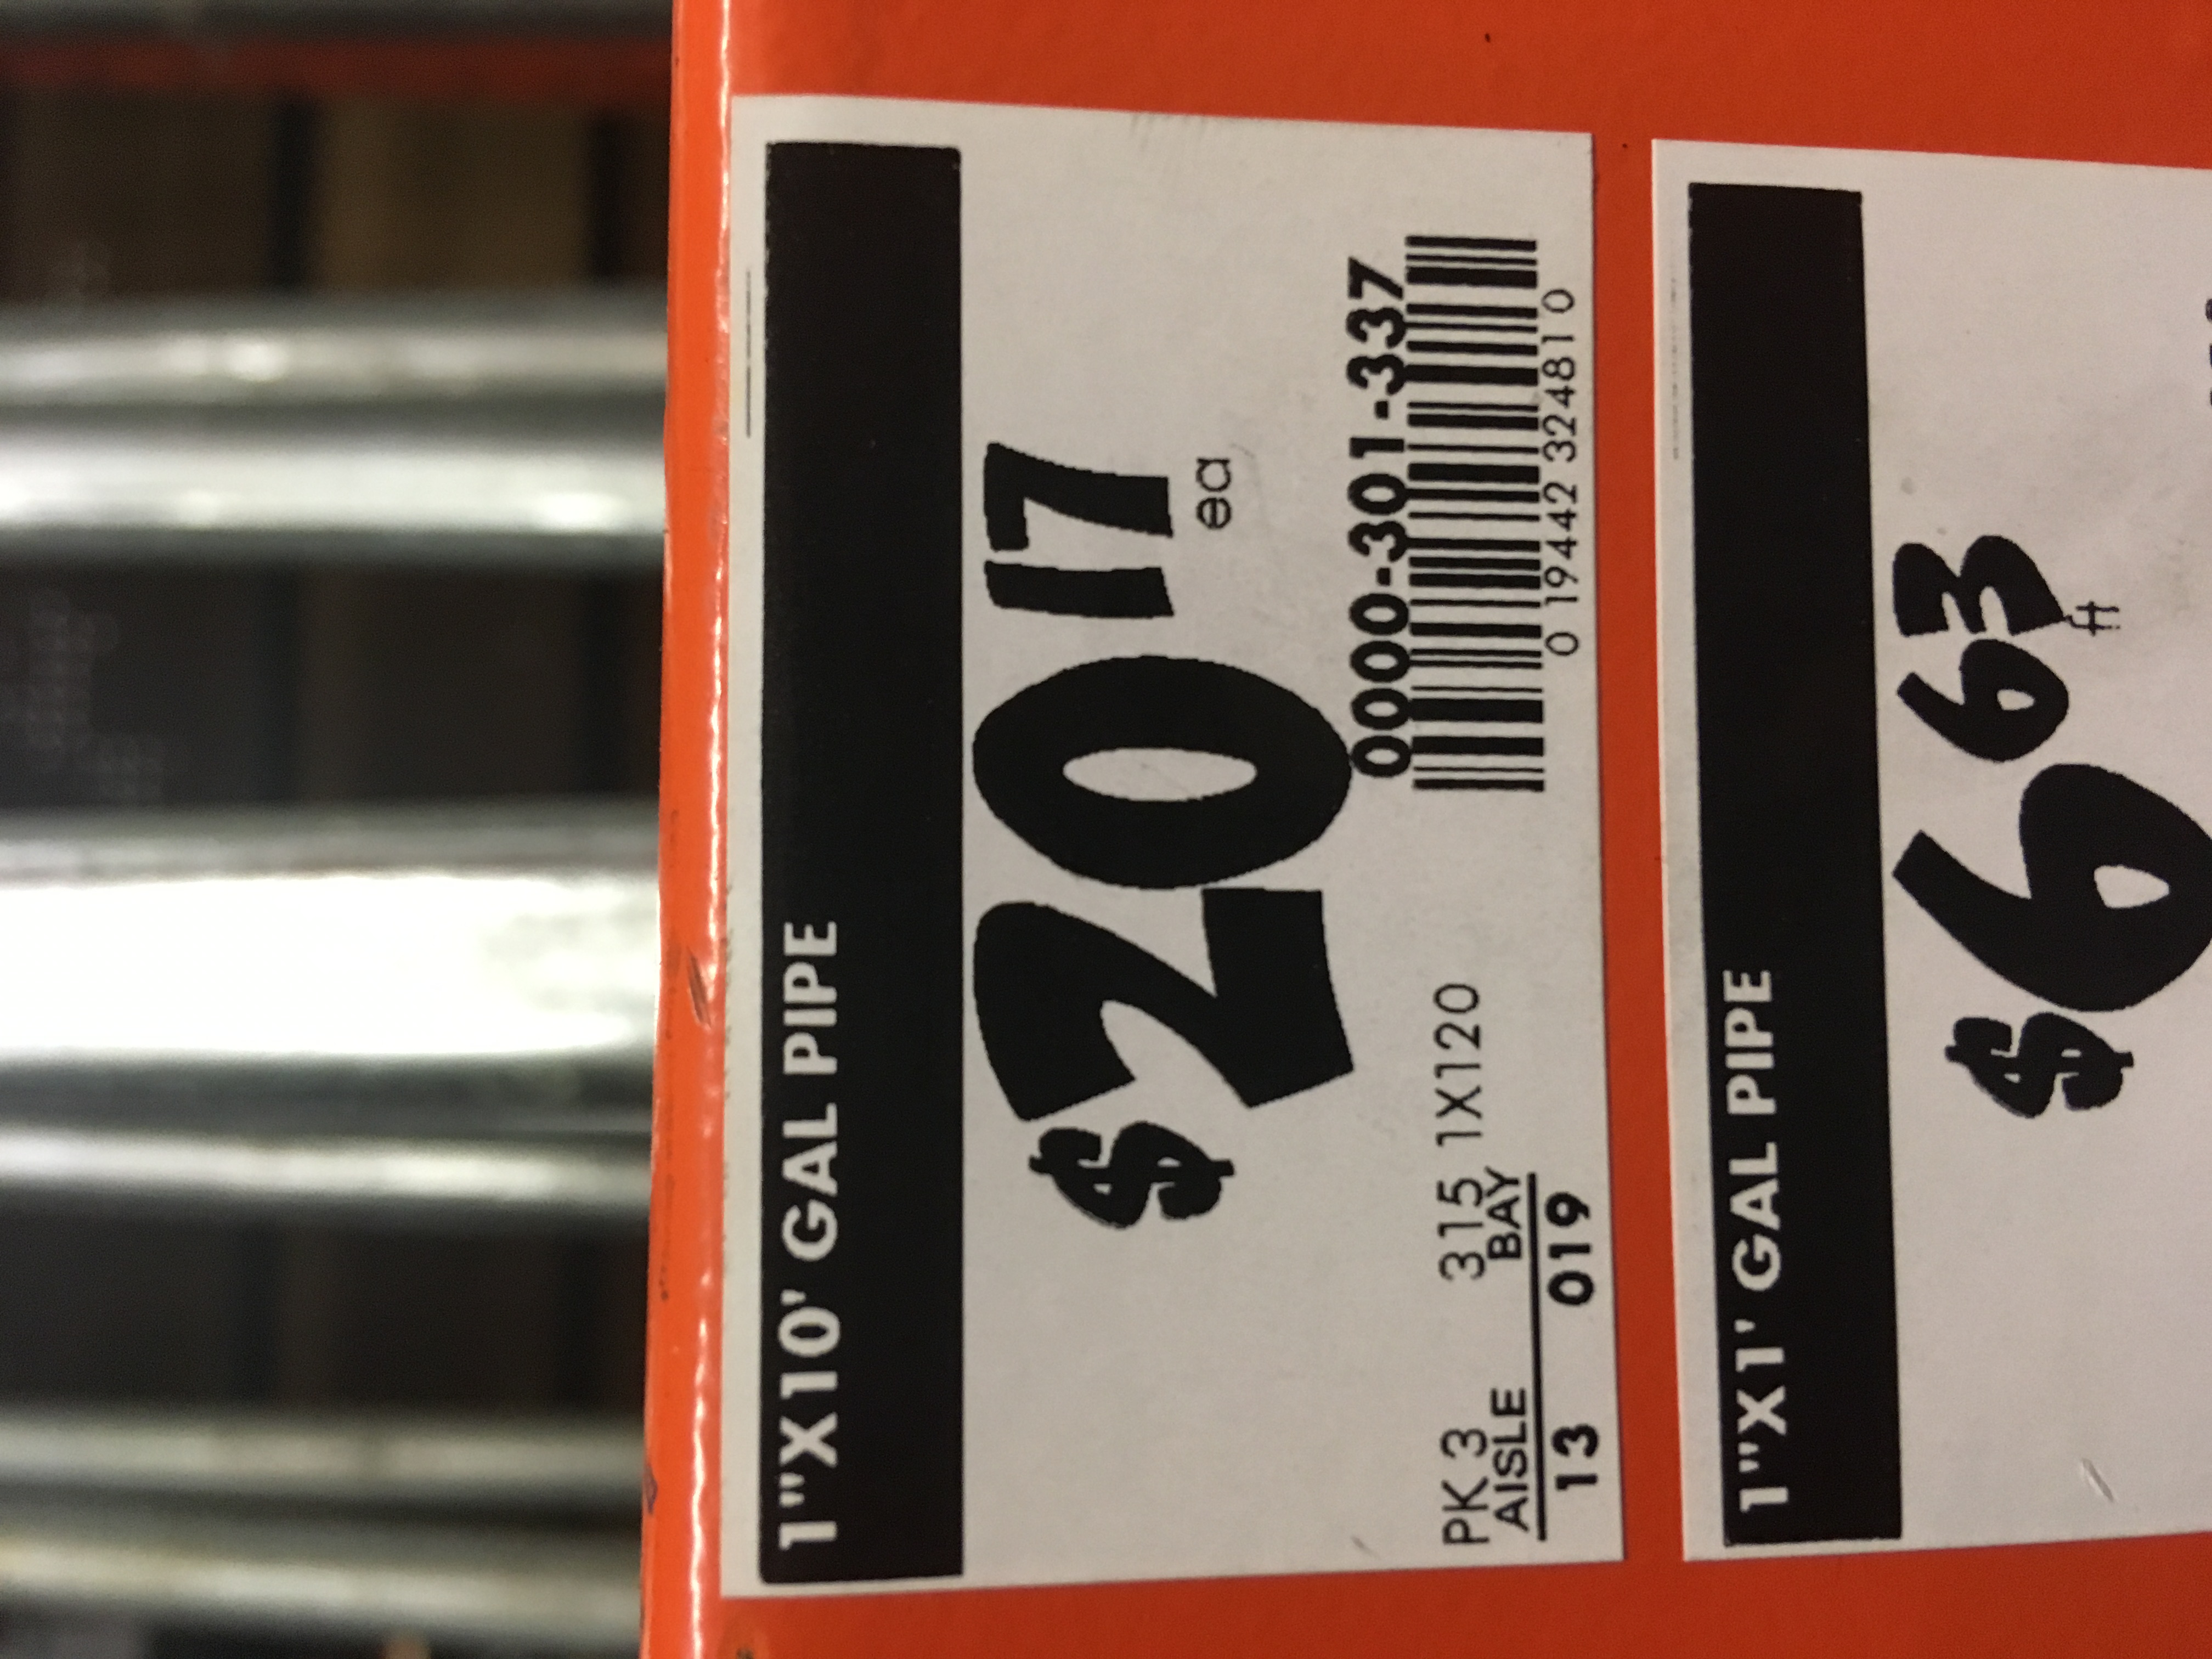 1"X10' GAL PIPE
$20 17
ea
0000-301-337
0 19442 32481 0
PK 3 315 1X120
AISLE BAY
13 019
1"X1' GAL PIPE
$6 63
ft